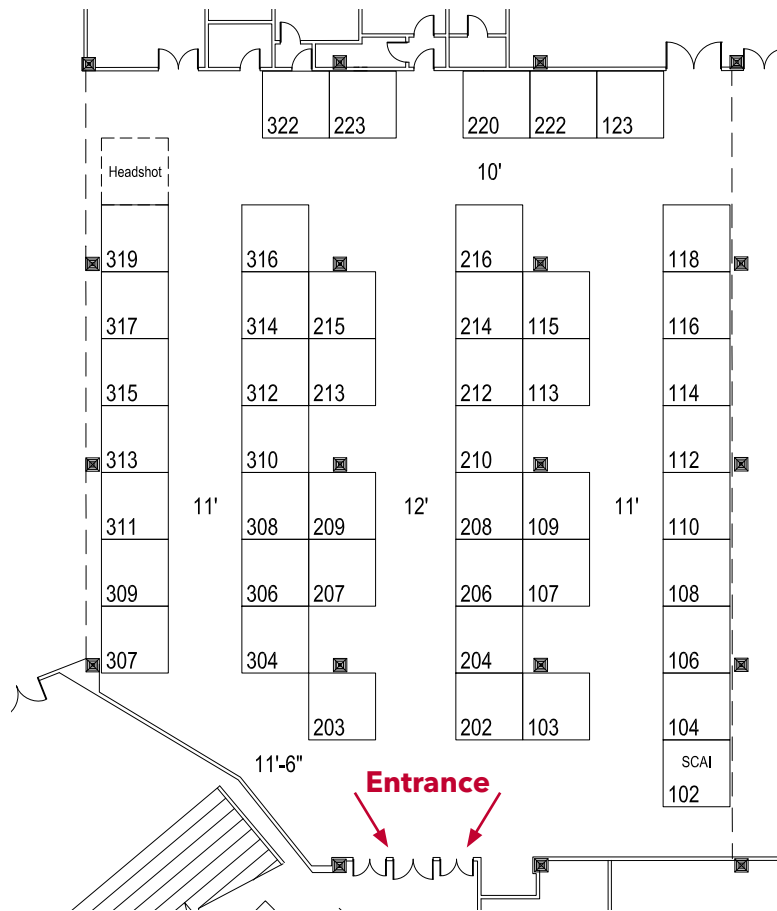 322 223 220 222 123
Headshot
10'
319 316 216 118
317 314 215 214 115 116
315 312 213 212 113 114
313 310 210 112
11' 12' 11'
311 308 209 208 109 110
309 306 207 206 107 108
307 304 204 106
203 202 103 104
11'-6"
SCAI
Entrance
102